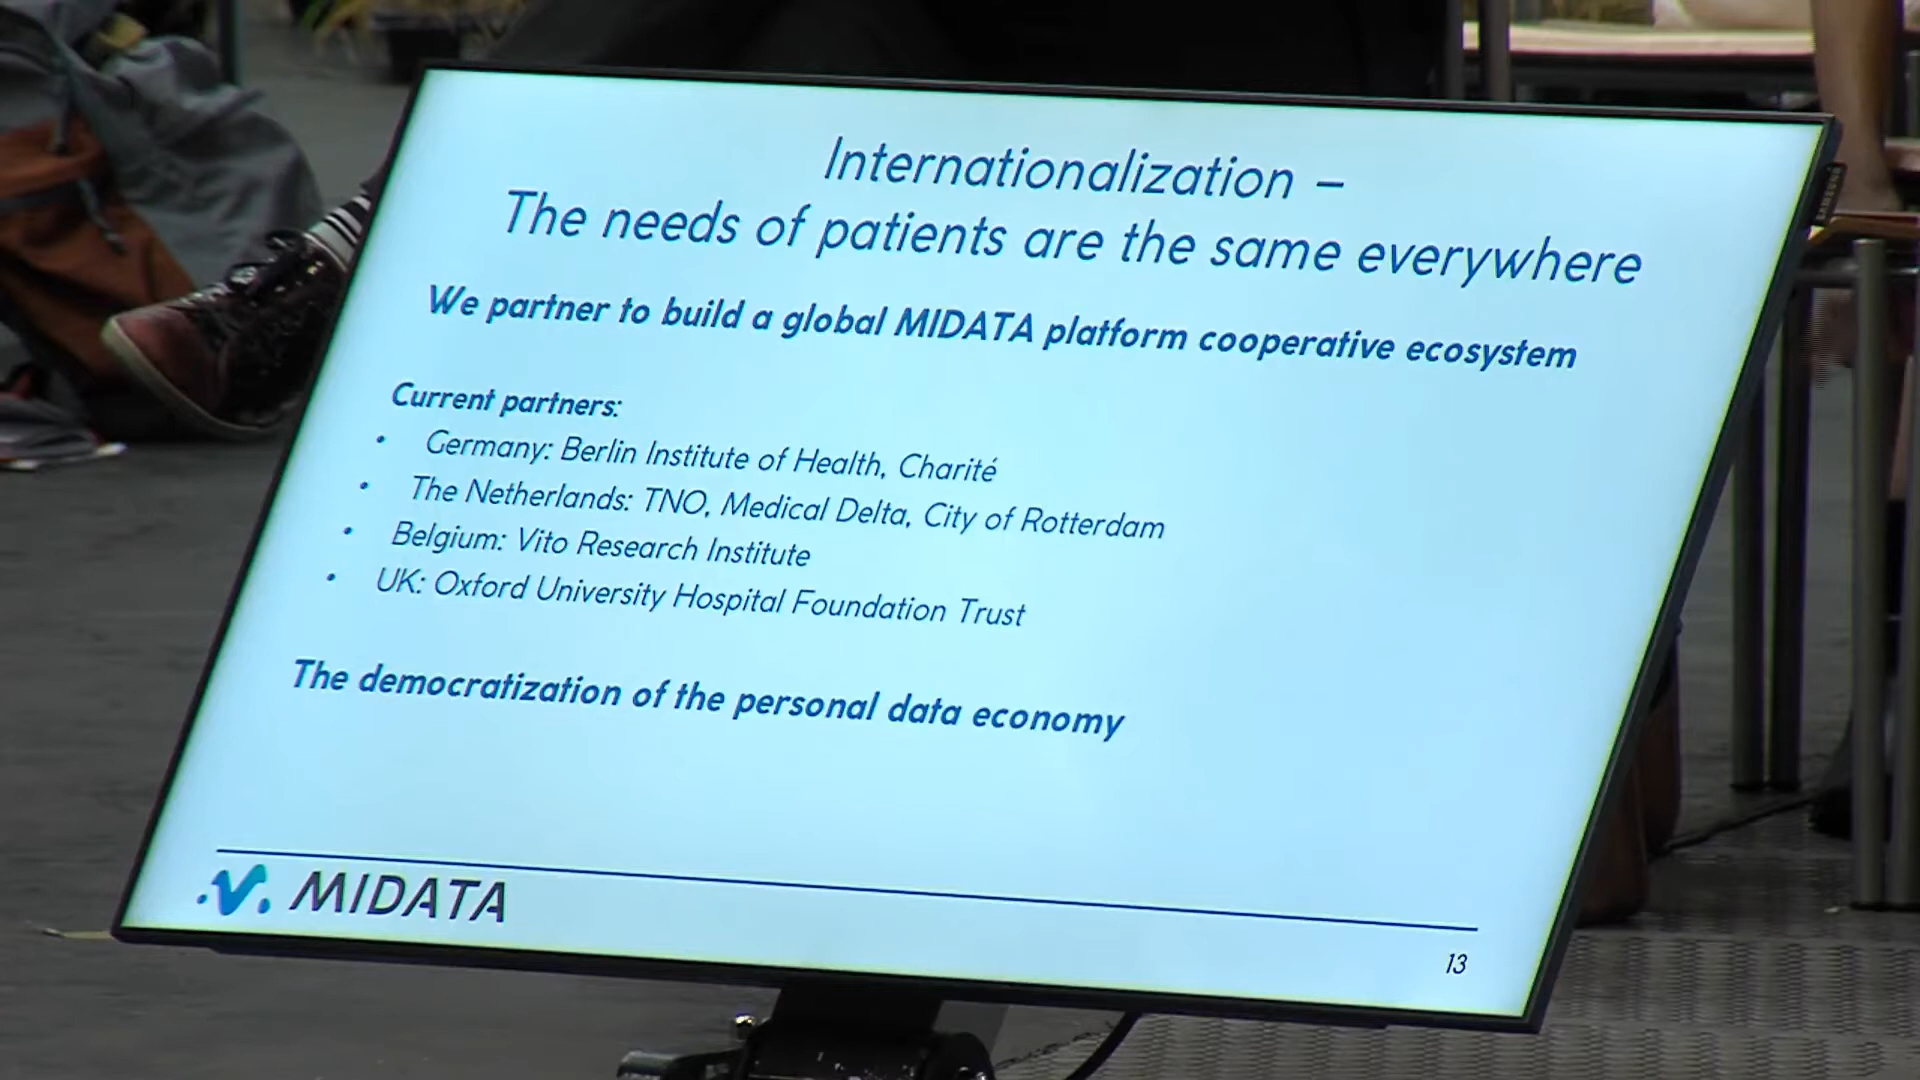 Internationalization –
The needs of patients are the same everywhere
We partner to build a global MIDATA platform cooperative ecosystem
Current partners:
• Germany: Berlin Institute of Health, Charité
• The Netherlands: TNO, Medical Delta, City of Rotterdam
• Belgium: Vito Research Institute
• UK: Oxford University Hospital Foundation Trust
The democratization of the personal data economy
MIDATA
13
SAMSUNG